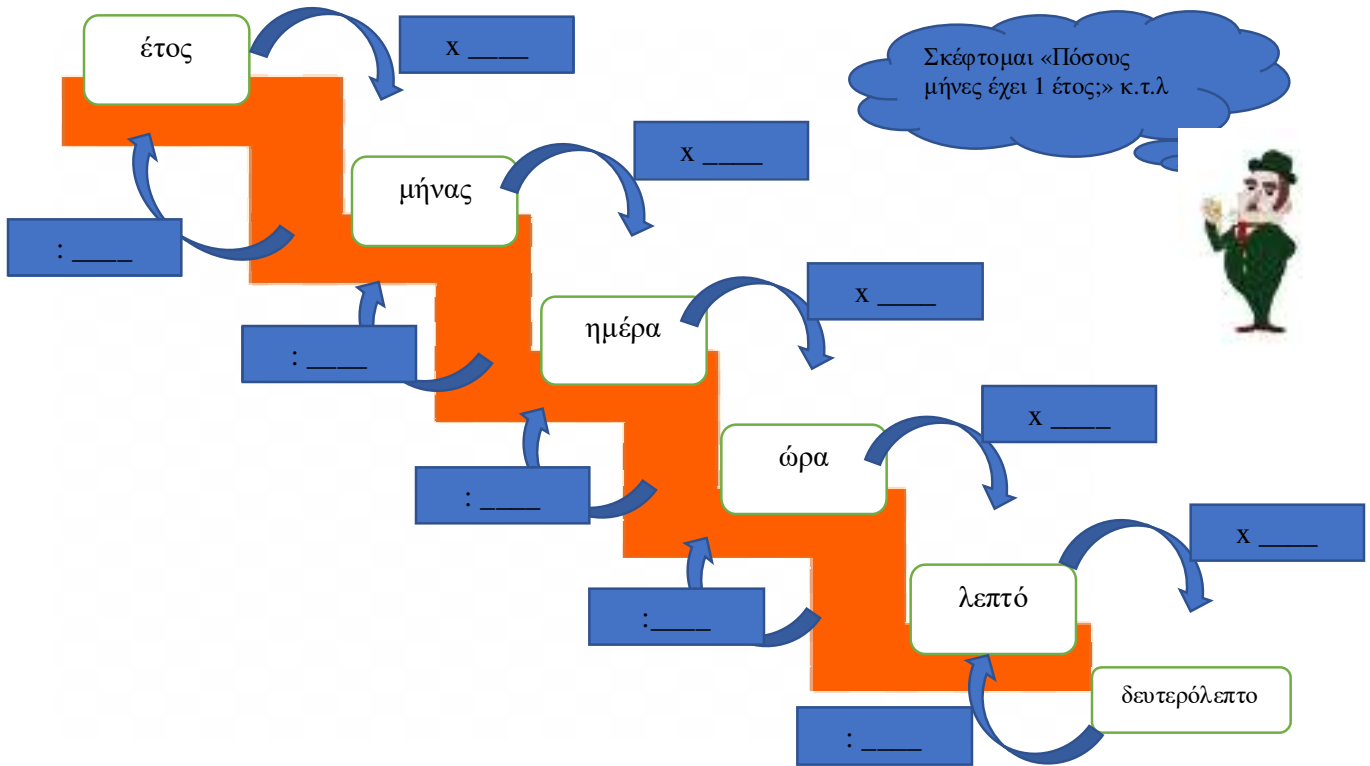 έτος
x ____
Σκέφτομαι «Πόσους
μήνες έχει 1 έτος;» κ.τ.λ
x ____
μήνας
: ____
x ____
ημέρα
: ____
x ____
ώρα
: ____
x ____
λεπτό
:____
δευτερόλεπτο
: ____